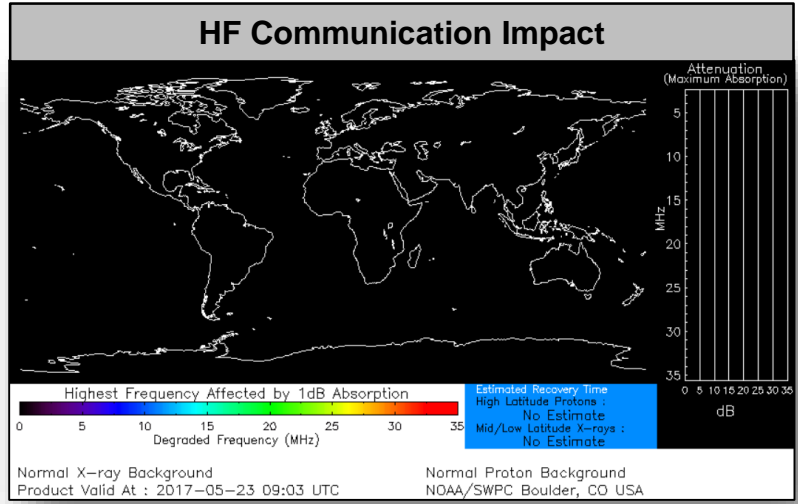 HF Communication Impact
Attenuation
(Maximum Absorption)
5
10
15
20
25
30
35
MHz
0 5 10 15 20 25 30 35
dB
Highest Frequency Affected by 1dB Absorption
0 5 10 15 20 25 30 35
Degraded Frequency (MHz)
Estimated Recovery Time
High Latitude Protons :
No Estimate
Mid/Low Latitude X-rays :
No Estimate
Normal X-ray Background
Normal Proton Background
Product Valid At : 2017-05-23 09:03 UTC
NOAA/SWPC Boulder, CO USA